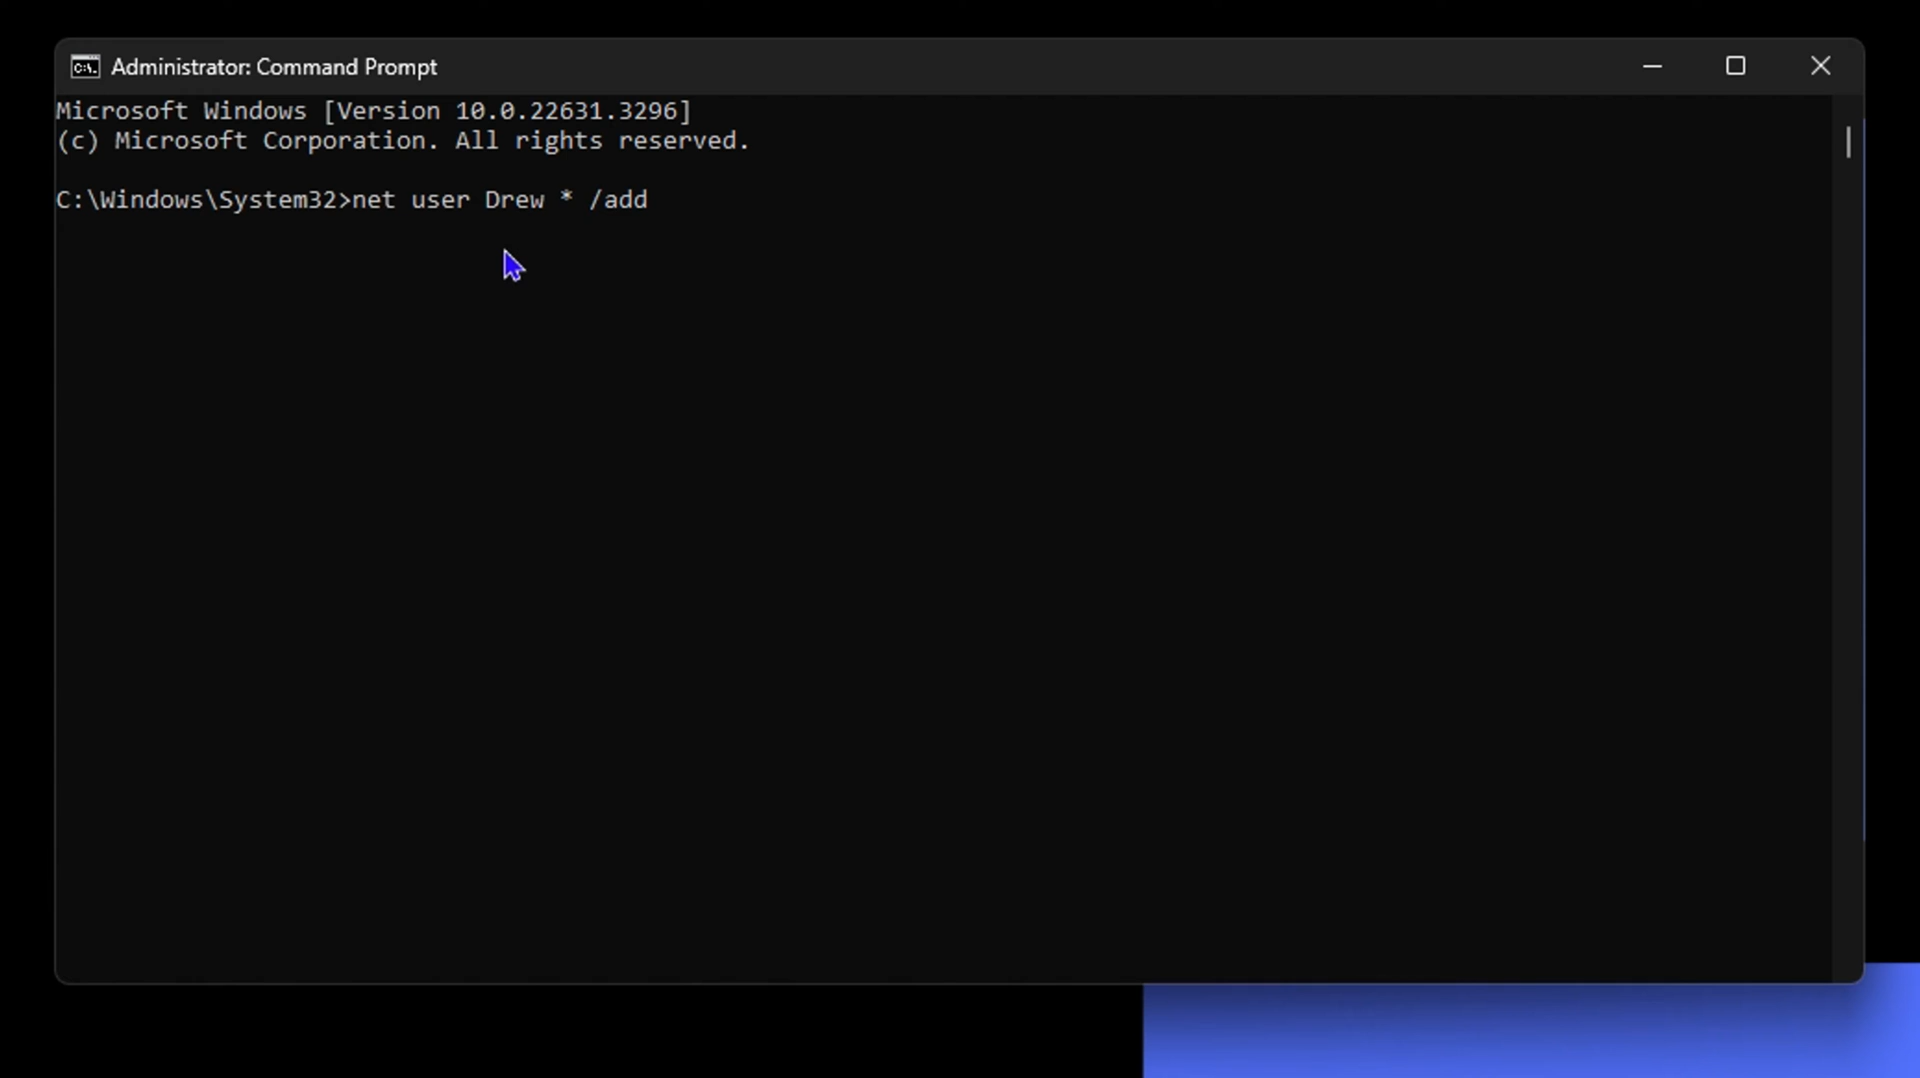 Administrator: Command Prompt
Microsoft Windows [Version 10.0.22631.3296]
(c) Microsoft Corporation. All rights reserved.
C:\Windows\System32>net user Drew * /add